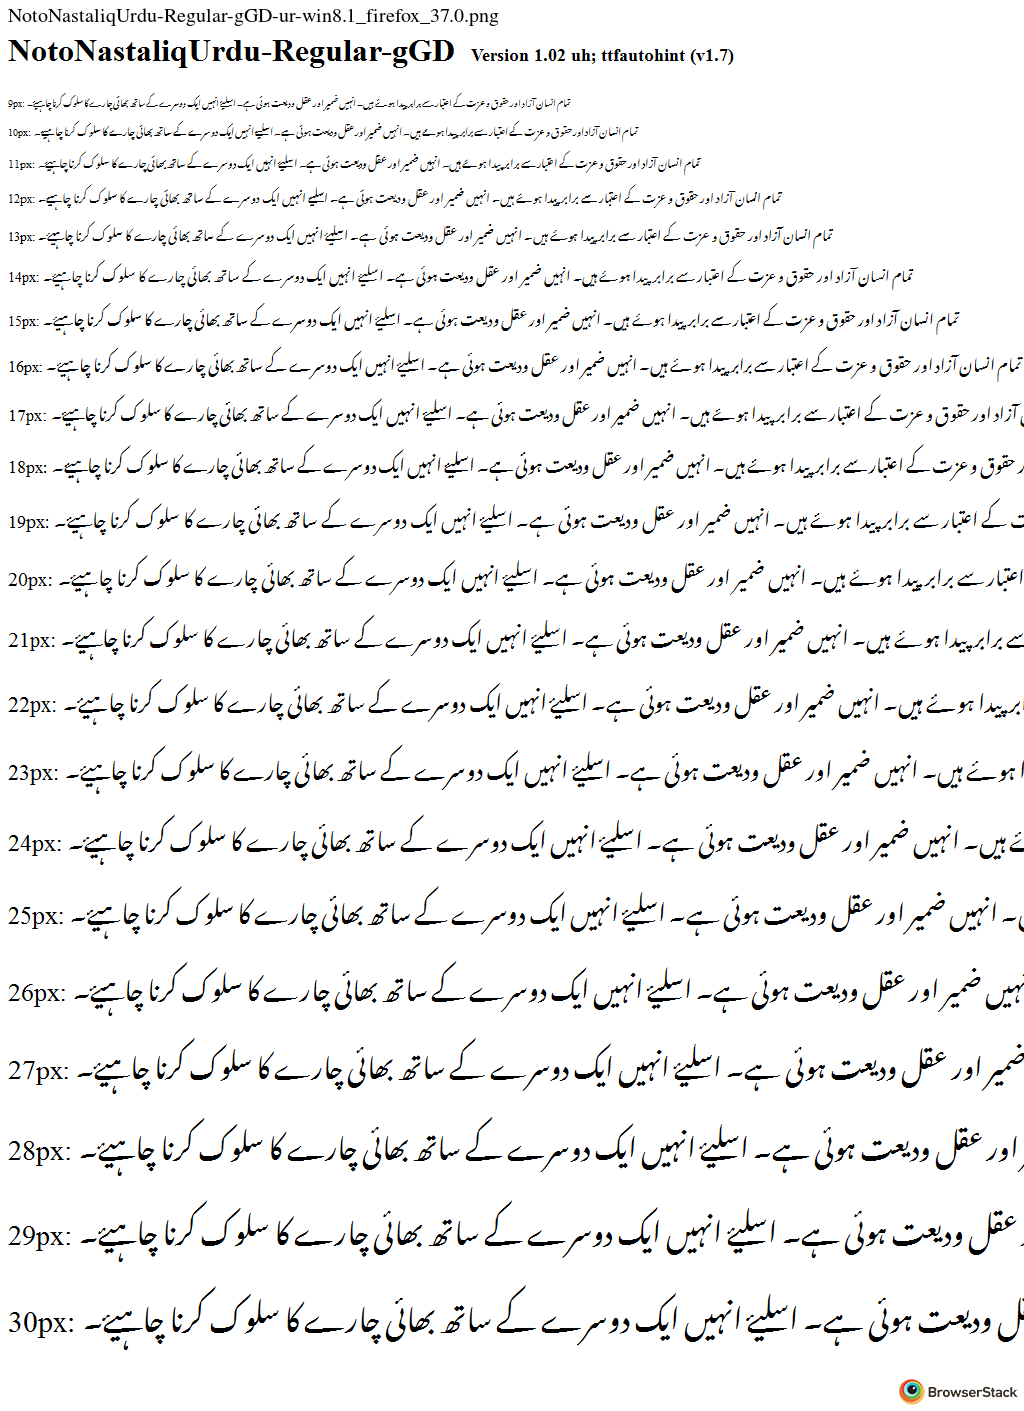 NotoNastaliqUrdu-Regular-gGD-ur-win8.1_firefox_37.0.png
NotoNastaliqUrdu-Regular-gGD Version 1.02 uh; ttfautohint (v1.7)
9px: تمام انسان آزاد اور حقوق و عزت کے اعتبار سے برابر پیدا ہوئے ہیں۔ انہیں ضمیر اور عقل ودیعت ہوئی ہے۔ اسلیئے انہیں ایک دوسرے کے ساتھ بھائی چارے کا سلوک کرنا چاہیئے۔
10px: تمام انسان آزاد اور حقوق و عزت کے اعتبار سے برابر پیدا ہوئے ہیں۔ انہیں ضمیر اور عقل ودیعت ہوئی ہے۔ اسلیئے انہیں ایک دوسرے کے ساتھ بھائی چارے کا سلوک کرنا چاہیئے۔
11px: تمام انسان آزاد اور حقوق و عزت کے اعتبار سے برابر پیدا ہوئے ہیں۔ انہیں ضمیر اور عقل ودیعت ہوئی ہے۔ اسلیئے انہیں ایک دوسرے کے ساتھ بھائی چارے کا سلوک کرنا چاہیئے۔
12px: تمام انسان آزاد اور حقوق و عزت کے اعتبار سے برابر پیدا ہوئے ہیں۔ انہیں ضمیر اور عقل ودیعت ہوئی ہے۔ اسلیئے انہیں ایک دوسرے کے ساتھ بھائی چارے کا سلوک کرنا چاہیئے۔
13px: تمام انسان آزاد اور حقوق و عزت کے اعتبار سے برابر پیدا ہوئے ہیں۔ انہیں ضمیر اور عقل ودیعت ہوئی ہے۔ اسلیئے انہیں ایک دوسرے کے ساتھ بھائی چارے کا سلوک کرنا چاہیئے۔
14px: تمام انسان آزاد اور حقوق و عزت کے اعتبار سے برابر پیدا ہوئے ہیں۔ انہیں ضمیر اور عقل ودیعت ہوئی ہے۔ اسلیئے انہیں ایک دوسرے کے ساتھ بھائی چارے کا سلوک کرنا چاہیئے۔
15px: تمام انسان آزاد اور حقوق و عزت کے اعتبار سے برابر پیدا ہوئے ہیں۔ انہیں ضمیر اور عقل ودیعت ہوئی ہے۔ اسلیئے انہیں ایک دوسرے کے ساتھ بھائی چارے کا سلوک کرنا چاہیئے۔
16px: تمام انسان آزاد اور حقوق و عزت کے اعتبار سے برابر پیدا ہوئے ہیں۔ انہیں ضمیر اور عقل ودیعت ہوئی ہے۔ اسلیئے انہیں ایک دوسرے کے ساتھ بھائی چارے کا سلوک کرنا چاہیئے۔
17px: آزاد اور حقوق و عزت کے اعتبار سے برابر پیدا ہوئے ہیں۔ انہیں ضمیر اور عقل ودیعت ہوئی ہے۔ اسلیئے انہیں ایک دوسرے کے ساتھ بھائی چارے کا سلوک کرنا چاہیئے۔
18px: حقوق و عزت کے اعتبار سے برابر پیدا ہوئے ہیں۔ انہیں ضمیر اور عقل ودیعت ہوئی ہے۔ اسلیئے انہیں ایک دوسرے کے ساتھ بھائی چارے کا سلوک کرنا چاہیئے۔
19px: کے اعتبار سے برابر پیدا ہوئے ہیں۔ انہیں ضمیر اور عقل ودیعت ہوئی ہے۔ اسلیئے انہیں ایک دوسرے کے ساتھ بھائی چارے کا سلوک کرنا چاہیئے۔
20px: اعتبار سے برابر پیدا ہوئے ہیں۔ انہیں ضمیر اور عقل ودیعت ہوئی ہے۔ اسلیئے انہیں ایک دوسرے کے ساتھ بھائی چارے کا سلوک کرنا چاہیئے۔
21px: سے برابر پیدا ہوئے ہیں۔ انہیں ضمیر اور عقل ودیعت ہوئی ہے۔ اسلیئے انہیں ایک دوسرے کے ساتھ بھائی چارے کا سلوک کرنا چاہیئے۔
22px: پیدا ہوئے ہیں۔ انہیں ضمیر اور عقل ودیعت ہوئی ہے۔ اسلیئے انہیں ایک دوسرے کے ساتھ بھائی چارے کا سلوک کرنا چاہیئے۔
23px: ہوئے ہیں۔ انہیں ضمیر اور عقل ودیعت ہوئی ہے۔ اسلیئے انہیں ایک دوسرے کے ساتھ بھائی چارے کا سلوک کرنا چاہیئے۔
24px: ہیں۔ انہیں ضمیر اور عقل ودیعت ہوئی ہے۔ اسلیئے انہیں ایک دوسرے کے ساتھ بھائی چارے کا سلوک کرنا چاہیئے۔
25px: ۔ انہیں ضمیر اور عقل ودیعت ہوئی ہے۔ اسلیئے انہیں ایک دوسرے کے ساتھ بھائی چارے کا سلوک کرنا چاہیئے۔
26px: ضمیر اور عقل ودیعت ہوئی ہے۔ اسلیئے انہیں ایک دوسرے کے ساتھ بھائی چارے کا سلوک کرنا چاہیئے۔
27px: ضمیر اور عقل ودیعت ہوئی ہے۔ اسلیئے انہیں ایک دوسرے کے ساتھ بھائی چارے کا سلوک کرنا چاہیئے۔
28px: اور عقل ودیعت ہوئی ہے۔ اسلیئے انہیں ایک دوسرے کے ساتھ بھائی چارے کا سلوک کرنا چاہیئے۔
29px: عقل ودیعت ہوئی ہے۔ اسلیئے انہیں ایک دوسرے کے ساتھ بھائی چارے کا سلوک کرنا چاہیئے۔
30px: ودیعت ہوئی ہے۔ اسلیئے انہیں ایک دوسرے کے ساتھ بھائی چارے کا سلوک کرنا چاہیئے۔
BrowserStack